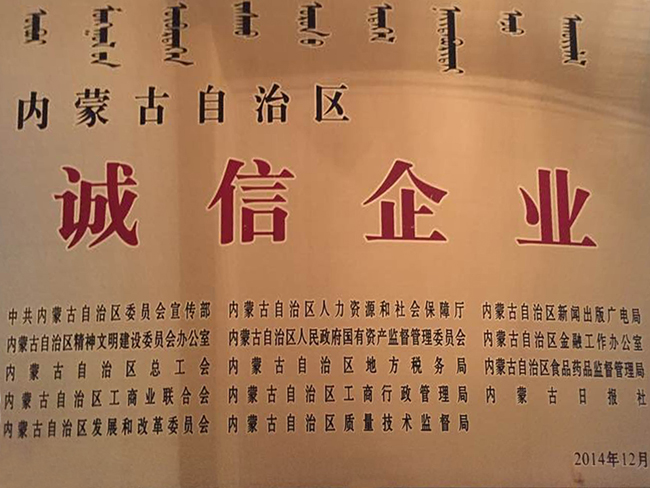 内蒙古自治区
诚信企业
中共内蒙古自治区委员会宣传部 内蒙古自治区人力资源和社会保障厅 内蒙古自治区新闻出版广电局
内蒙古自治区精神文明建设委员会办公室 内蒙古自治区人民政府国有资产监督管理委员会 内蒙古自治区金融工作办公室
内蒙古自治区总工会 内蒙古自治区地方税务局 内蒙古自治区食品药品监督管理局
内蒙古自治区工商业联合会 内蒙古自治区工商行政管理局 内蒙古日报社
内蒙古自治区发展和改革委员会 内蒙古自治区质量技术监督局
2014年12月